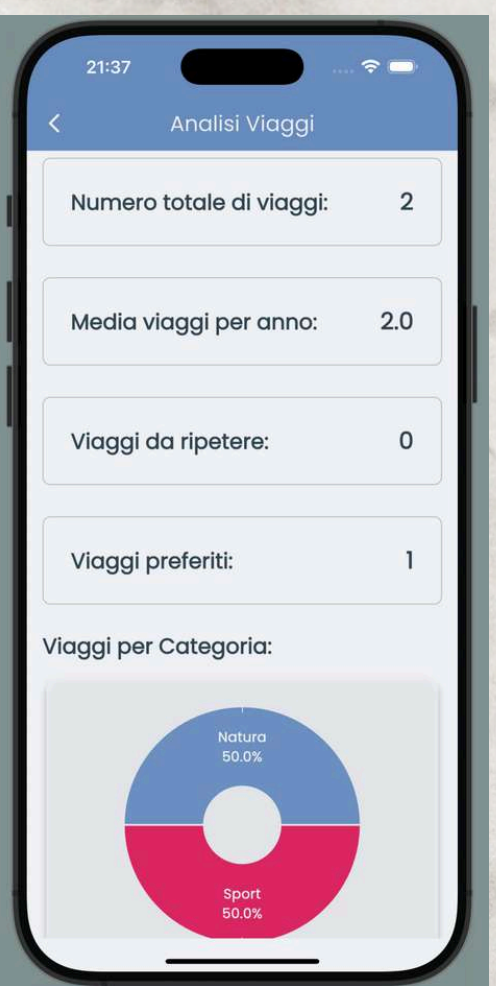 21:37
Analisi Viaggi
Numero totale di viaggi: 2
Media viaggi per anno: 2.0
Viaggi da ripetere: 0
Viaggi preferiti: 1
Viaggi per Categoria:
Natura
50.0%
Sport
50.0%